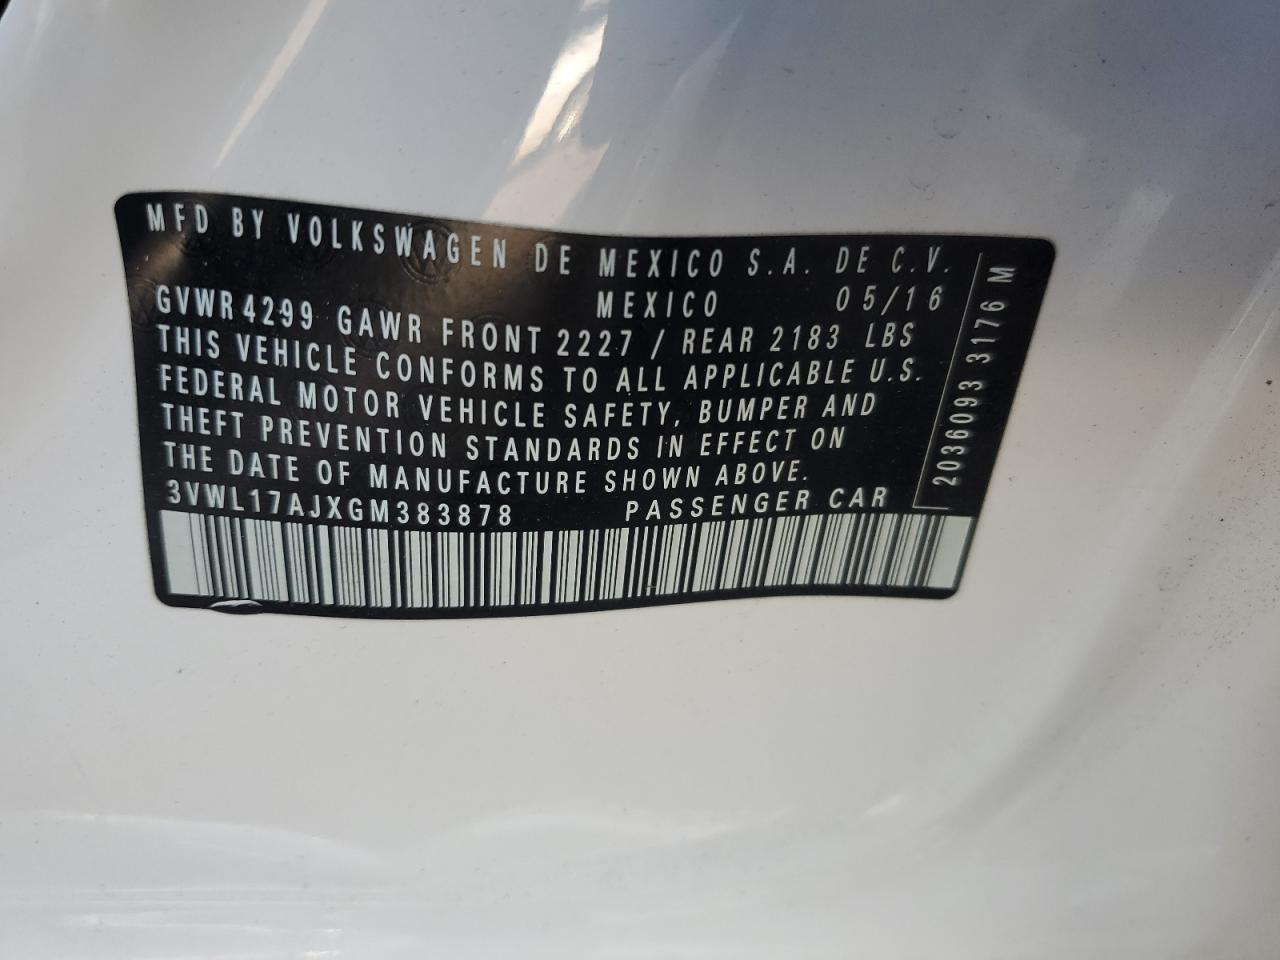 MFD BY VOLKSWAGEN DE MEXICO S.A. DE C.V.
MEXICO 05/16
GVWR 4299 GAWR FRONT 2227 / REAR 2183 LBS
THIS VEHICLE CONFORMS TO ALL APPLICABLE U.S.
FEDERAL MOTOR VEHICLE SAFETY, BUMPER AND
THEFT PREVENTION STANDARDS IN EFFECT ON
THE DATE OF MANUFACTURE SHOWN ABOVE.
3VWL17AJXGM383878 PASSENGER CAR
2036093 3176 M